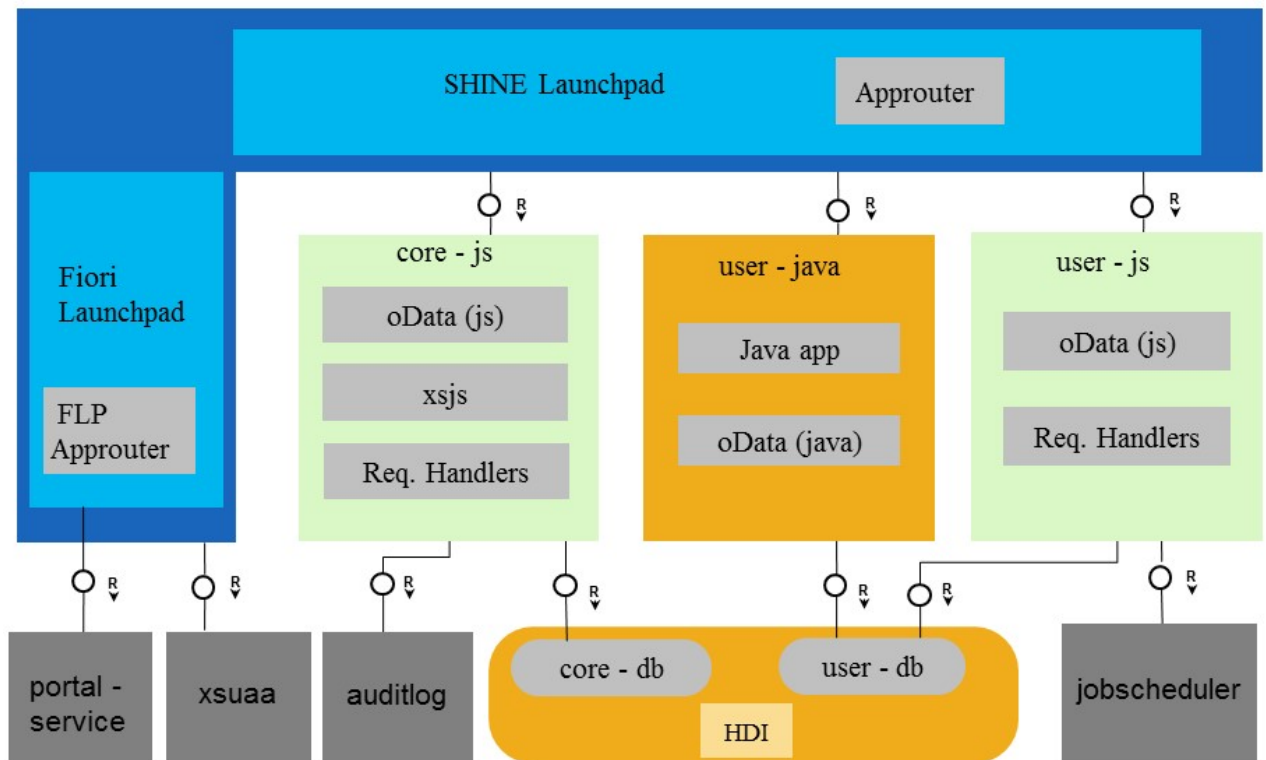 SHINE Launchpad
Approuter
R
R
R
Fiori
Launchpad
FLP
Approuter
core - js
oData (js)
xsjs
Req. Handlers
user - java
Java app
oData (java)
user - js
oData (js)
Req. Handlers
R
R
R
R
R
R
R
portal -
service
xsuaa
auditlog
core - db
user - db
HDI
jobscheduler